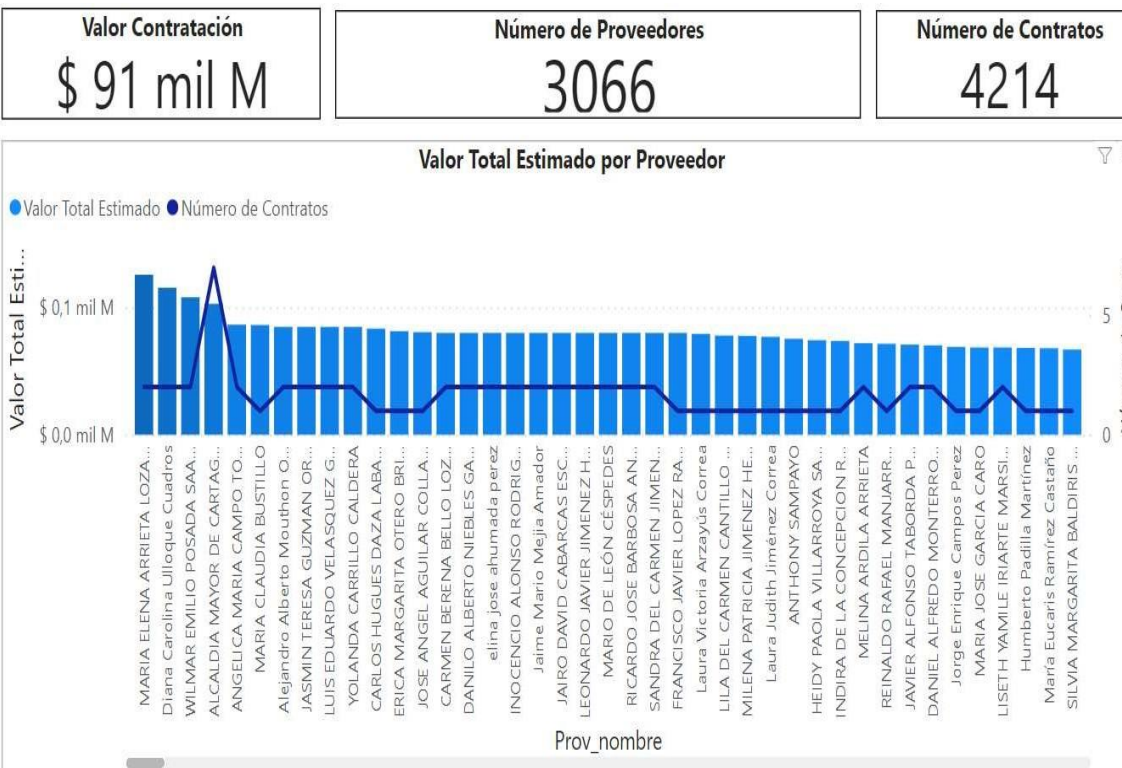 Valor Contratación
$ 91 mil M
Número de Proveedores
3066
Número de Contratos
4214
Valor Total Estimado por Proveedor
Valor Total Estimado
Número de Contratos
Valor Total Esti...
$ 0,1 mil M
$ 0,0 mil M
5
0
MARIA ELENA ARRIETA LOZA...
Diana Carolina Ulloque Cuadros
WILMAR EMILIO POSADA SAA...
ALCALDIA MAYOR DE CARTAG...
ANGELICA MARIA CAMPO TO...
MARIA CLAUDIA BUSTILLO
Alejandro Alberto Mouthon O...
JASMIN TERESA GUZMAN OR...
LUIS EDUARDO VELASQUEZ G...
YOLANDA CARRILLO CALDERA
CARLOS HUGUES DAZA LABA...
ERICA MARGARITA OTERO BRI...
JOSE ANGEL AGUILAR COLLA...
CARMEN BERENA BELLO LOZ...
DANILO ALBERTO NIEBLES GA...
elina jose ahumada perez
INOCENCIO ALONSO RODRIG...
Jaime Mario Mejia Amador
JAIRO DAVID CABARCAS ESC...
LEONARDO JAVIER JIMENEZ H...
MARIO DE LEÓN CÉSPEDES
RICARDO JOSE BARBOSA AN...
SANDRA DEL CARMEN JIMEN...
FRANCISCO JAVIER LOPEZ RA...
Laura Victoria Arzayús Correa
LILA DEL CARMEN CANTILLO ...
MILENA PATRICIA JIMENEZ HE...
Laura Judith Jiménez Correa
ANTHONY SAMPAYO
HEIDY PAOLA VILLARROYA SA...
INDIRA DE LA CONCEPCION R...
MELINA ARDILA ARRIETA
REINALDO RAFAEL MANJARR...
JAVIER ALFONSO TABORDA P...
DANIEL ALFREDO MONTERRO...
Jorge Enrique Campos Perez
MARIA JOSE GARCIA CARO
LISETH YAMILE IRIARTE MARSI...
Humberto Padilla Martínez
María Eucaris Ramírez Castaño
SILVIA MARGARITA BALDIRIS ...
Prov_nombre